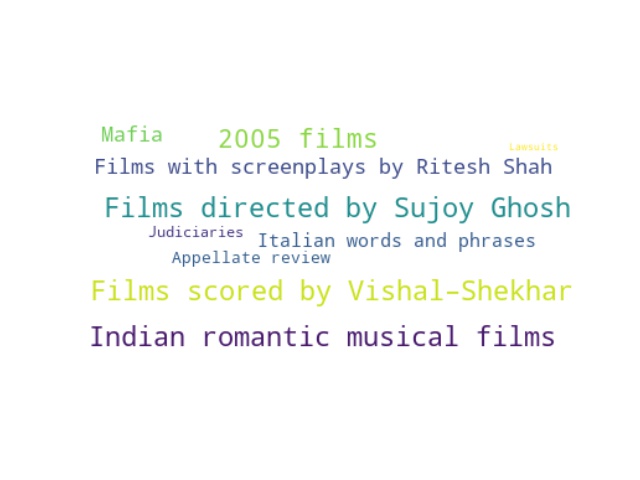 Mafia
2005 films
Lawsuits
Films with screenplays by Ritesh Shah
Films directed by Sujoy Ghosh
Judiciaries
Italian words and phrases
Appellate review
Films scored by Vishal–Shekhar
Indian romantic musical films